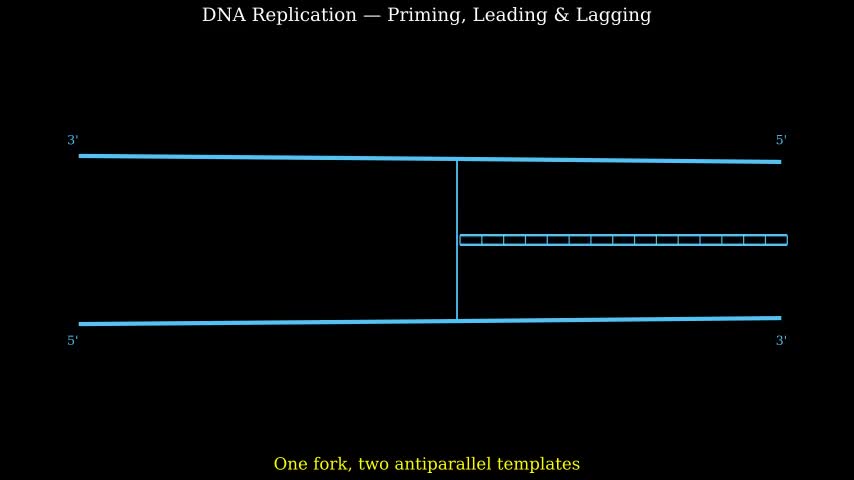 DNA Replication — Priming, Leading & Lagging
3'
5'
5'
3'
One fork, two antiparallel templates